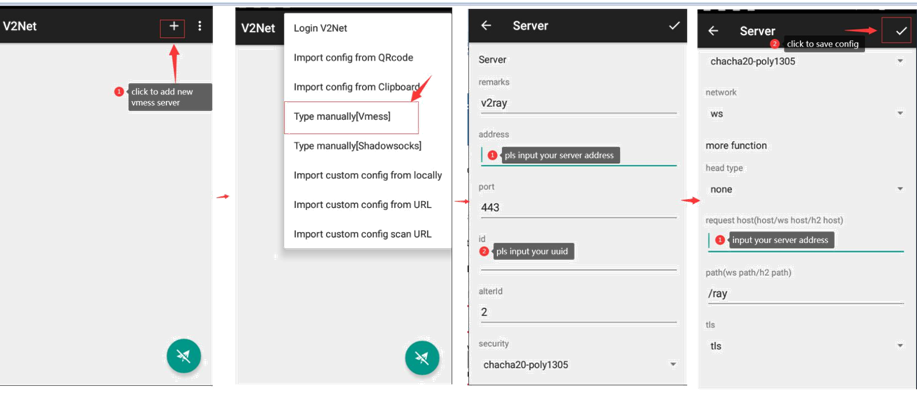 V2Net
1 click to add new
vmess server
V2Net
Login V2Net
Import config from QRcode
Import config from Clipboard
Type manually[Vmess]
Type manually[Shadowsocks]
Import custom config from locally
Import custom config from URL
Import custom config scan URL
Server
Server
remarks
v2ray
address
1 pls input your server address
port
443
id
2 pls input your uuid
alterId
2
security
chacha20-poly1305
Server
2 click to save config
chacha20-poly1305
network
ws
more function
head type
none
request host(host/ws host/h2 host)
1 input your server address
path(ws path/h2 path)
/ray
tls
tls